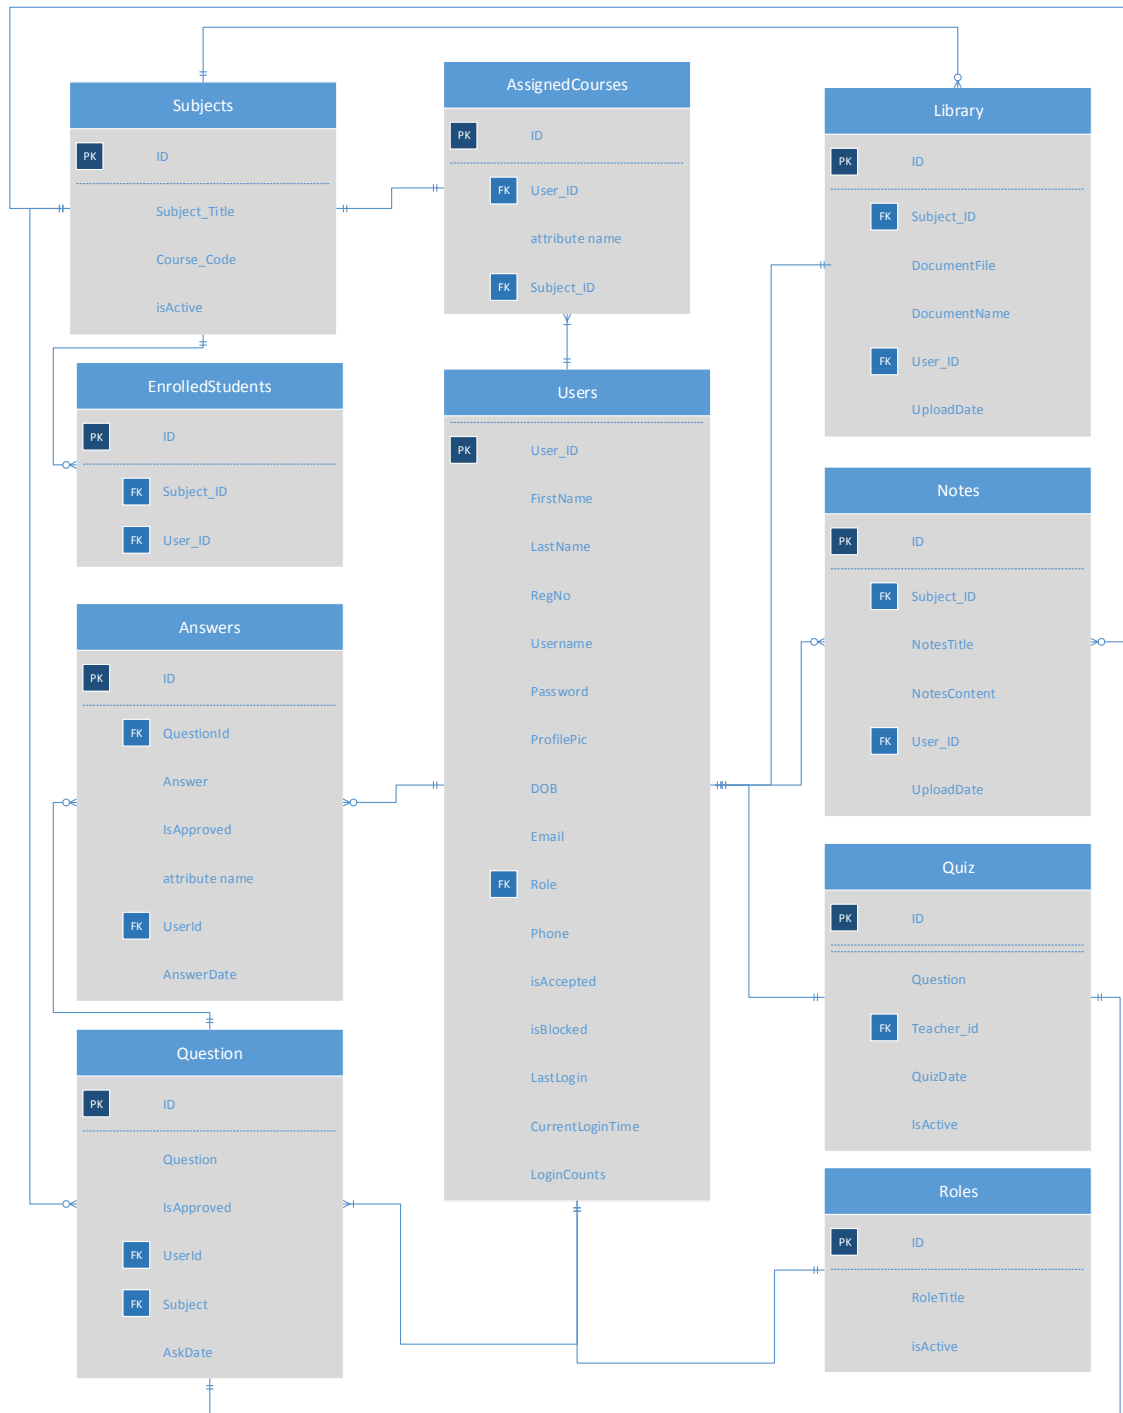 Subjects
PK ID
Subject_Title
Course_Code
isActive
AssignedCourses
PK ID
FK User_ID
attribute name
FK Subject_ID
Library
PK ID
FK Subject_ID
DocumentFile
DocumentName
FK User_ID
UploadDate
EnrolledStudents
PK ID
FK Subject_ID
FK User_ID
Users
PK User_ID
FirstName
LastName
RegNo
Username
Password
ProfilePic
DOB
Email
FK Role
Phone
isAccepted
isBlocked
LastLogin
CurrentLoginTime
LoginCounts
Notes
PK ID
FK Subject_ID
NotesTitle
NotesContent
FK User_ID
UploadDate
Answers
PK ID
FK QuestionId
Answer
IsApproved
attribute name
FK UserId
AnswerDate
Quiz
PK ID
Question
FK Teacher_id
QuizDate
IsActive
Question
PK ID
Question
IsApproved
FK UserId
FK Subject
AskDate
Roles
PK ID
RoleTitle
isActive